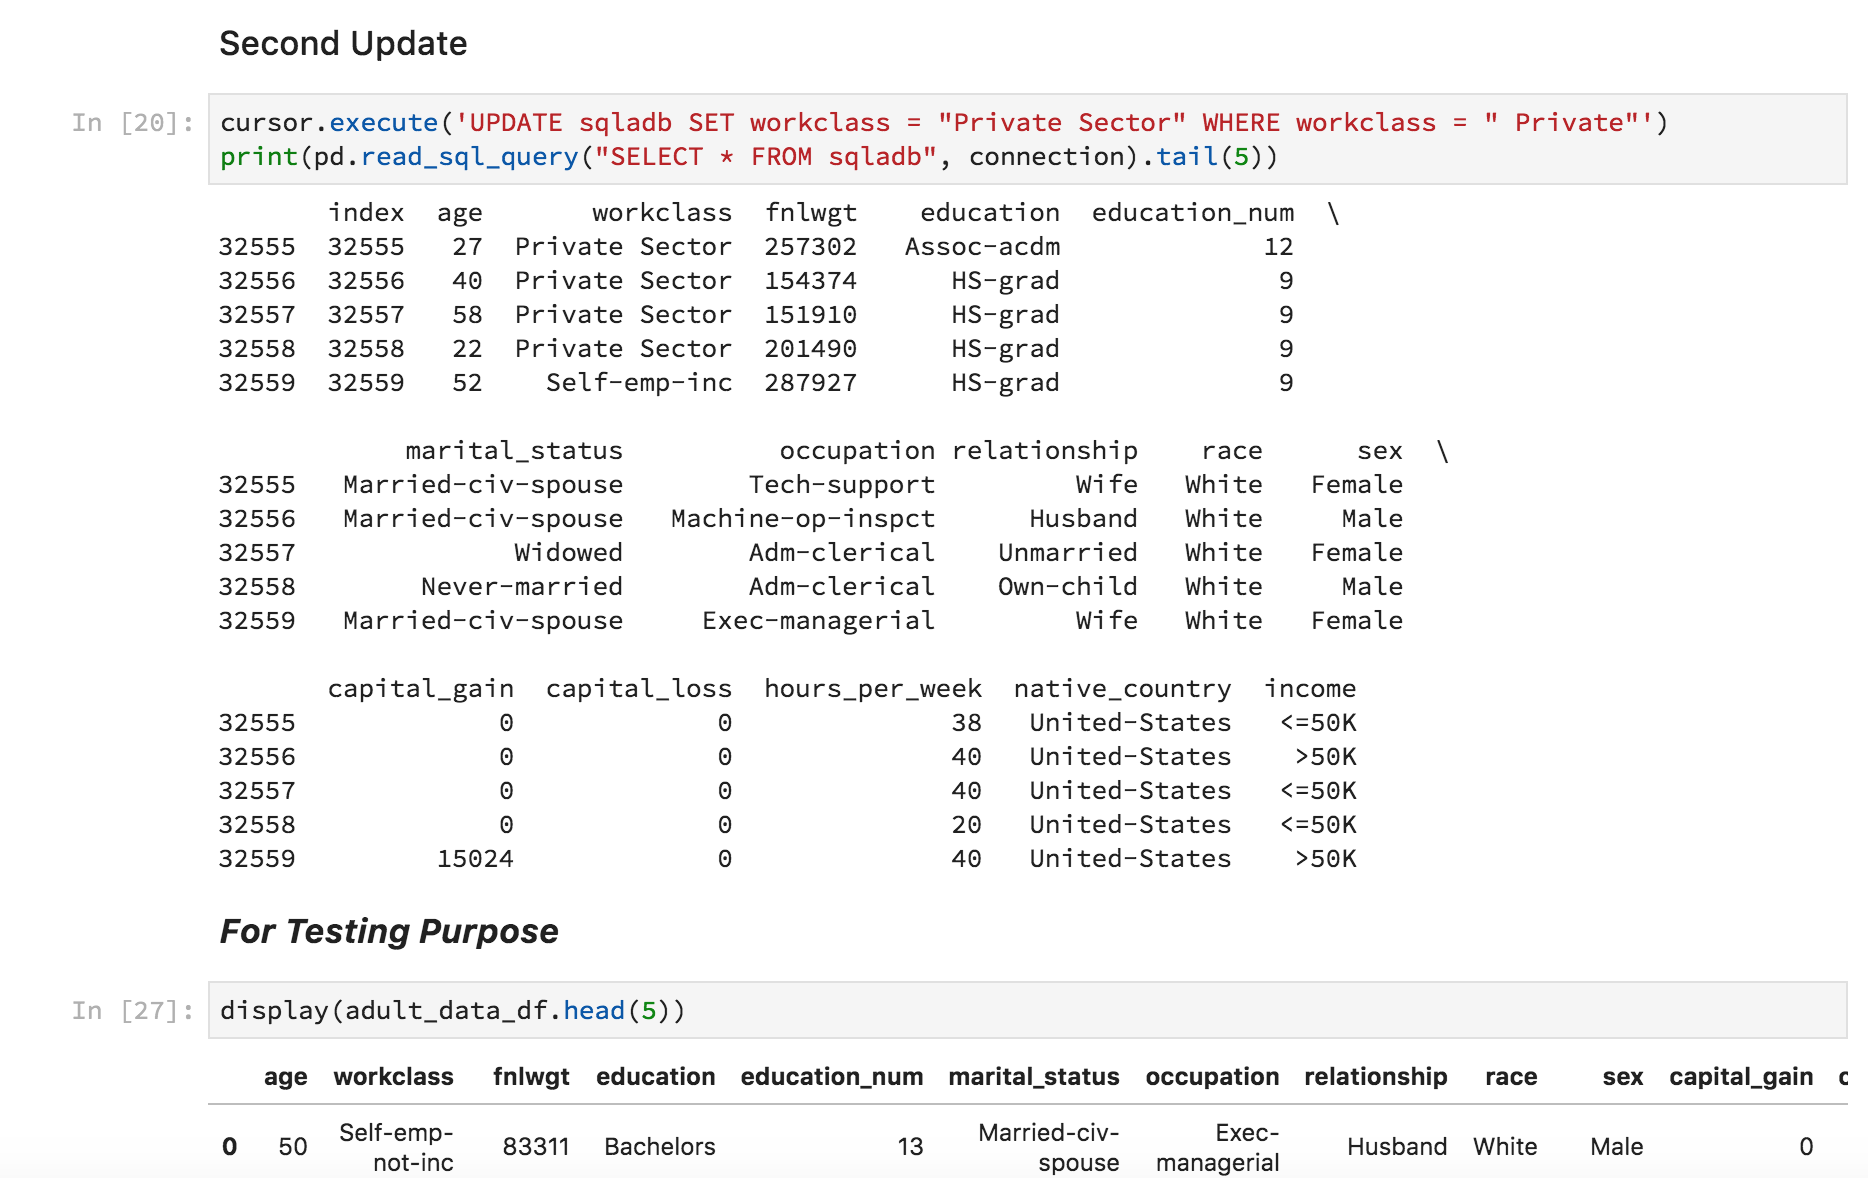 Second Update
In [20]:
cursor.execute('UPDATE sqladb SET workclass = "Private Sector" WHERE workclass = " Private"')
print(pd.read_sql_query("SELECT * FROM sqladb", connection).tail(5))
index age workclass fnlwgt education education_num \
32555 32555 27 Private Sector 257302 Assoc-acdm 12
32556 32556 40 Private Sector 154374 HS-grad 9
32557 32557 58 Private Sector 151910 HS-grad 9
32558 32558 22 Private Sector 201490 HS-grad 9
32559 32559 52 Self-emp-inc 287927 HS-grad 9
marital_status occupation relationship race sex \
32555 Married-civ-spouse Tech-support Wife White Female
32556 Married-civ-spouse Machine-op-inspct Husband White Male
32557 Widowed Adm-clerical Unmarried White Female
32558 Never-married Adm-clerical Own-child White Male
32559 Married-civ-spouse Exec-managerial Wife White Female
capital_gain capital_loss hours_per_week native_country income
32555 0 0 38 United-States <=50K
32556 0 0 40 United-States >50K
32557 0 0 40 United-States <=50K
32558 0 0 20 United-States <=50K
32559 15024 0 40 United-States >50K
For Testing Purpose
In [27]:
display(adult_data_df.head(5))
age workclass fnlwgt education education_num marital_status occupation relationship race sex capital_gain
0 50 Self-emp-not-inc 83311 Bachelors 13 Married-civ-spouse Exec-managerial Husband White Male 0